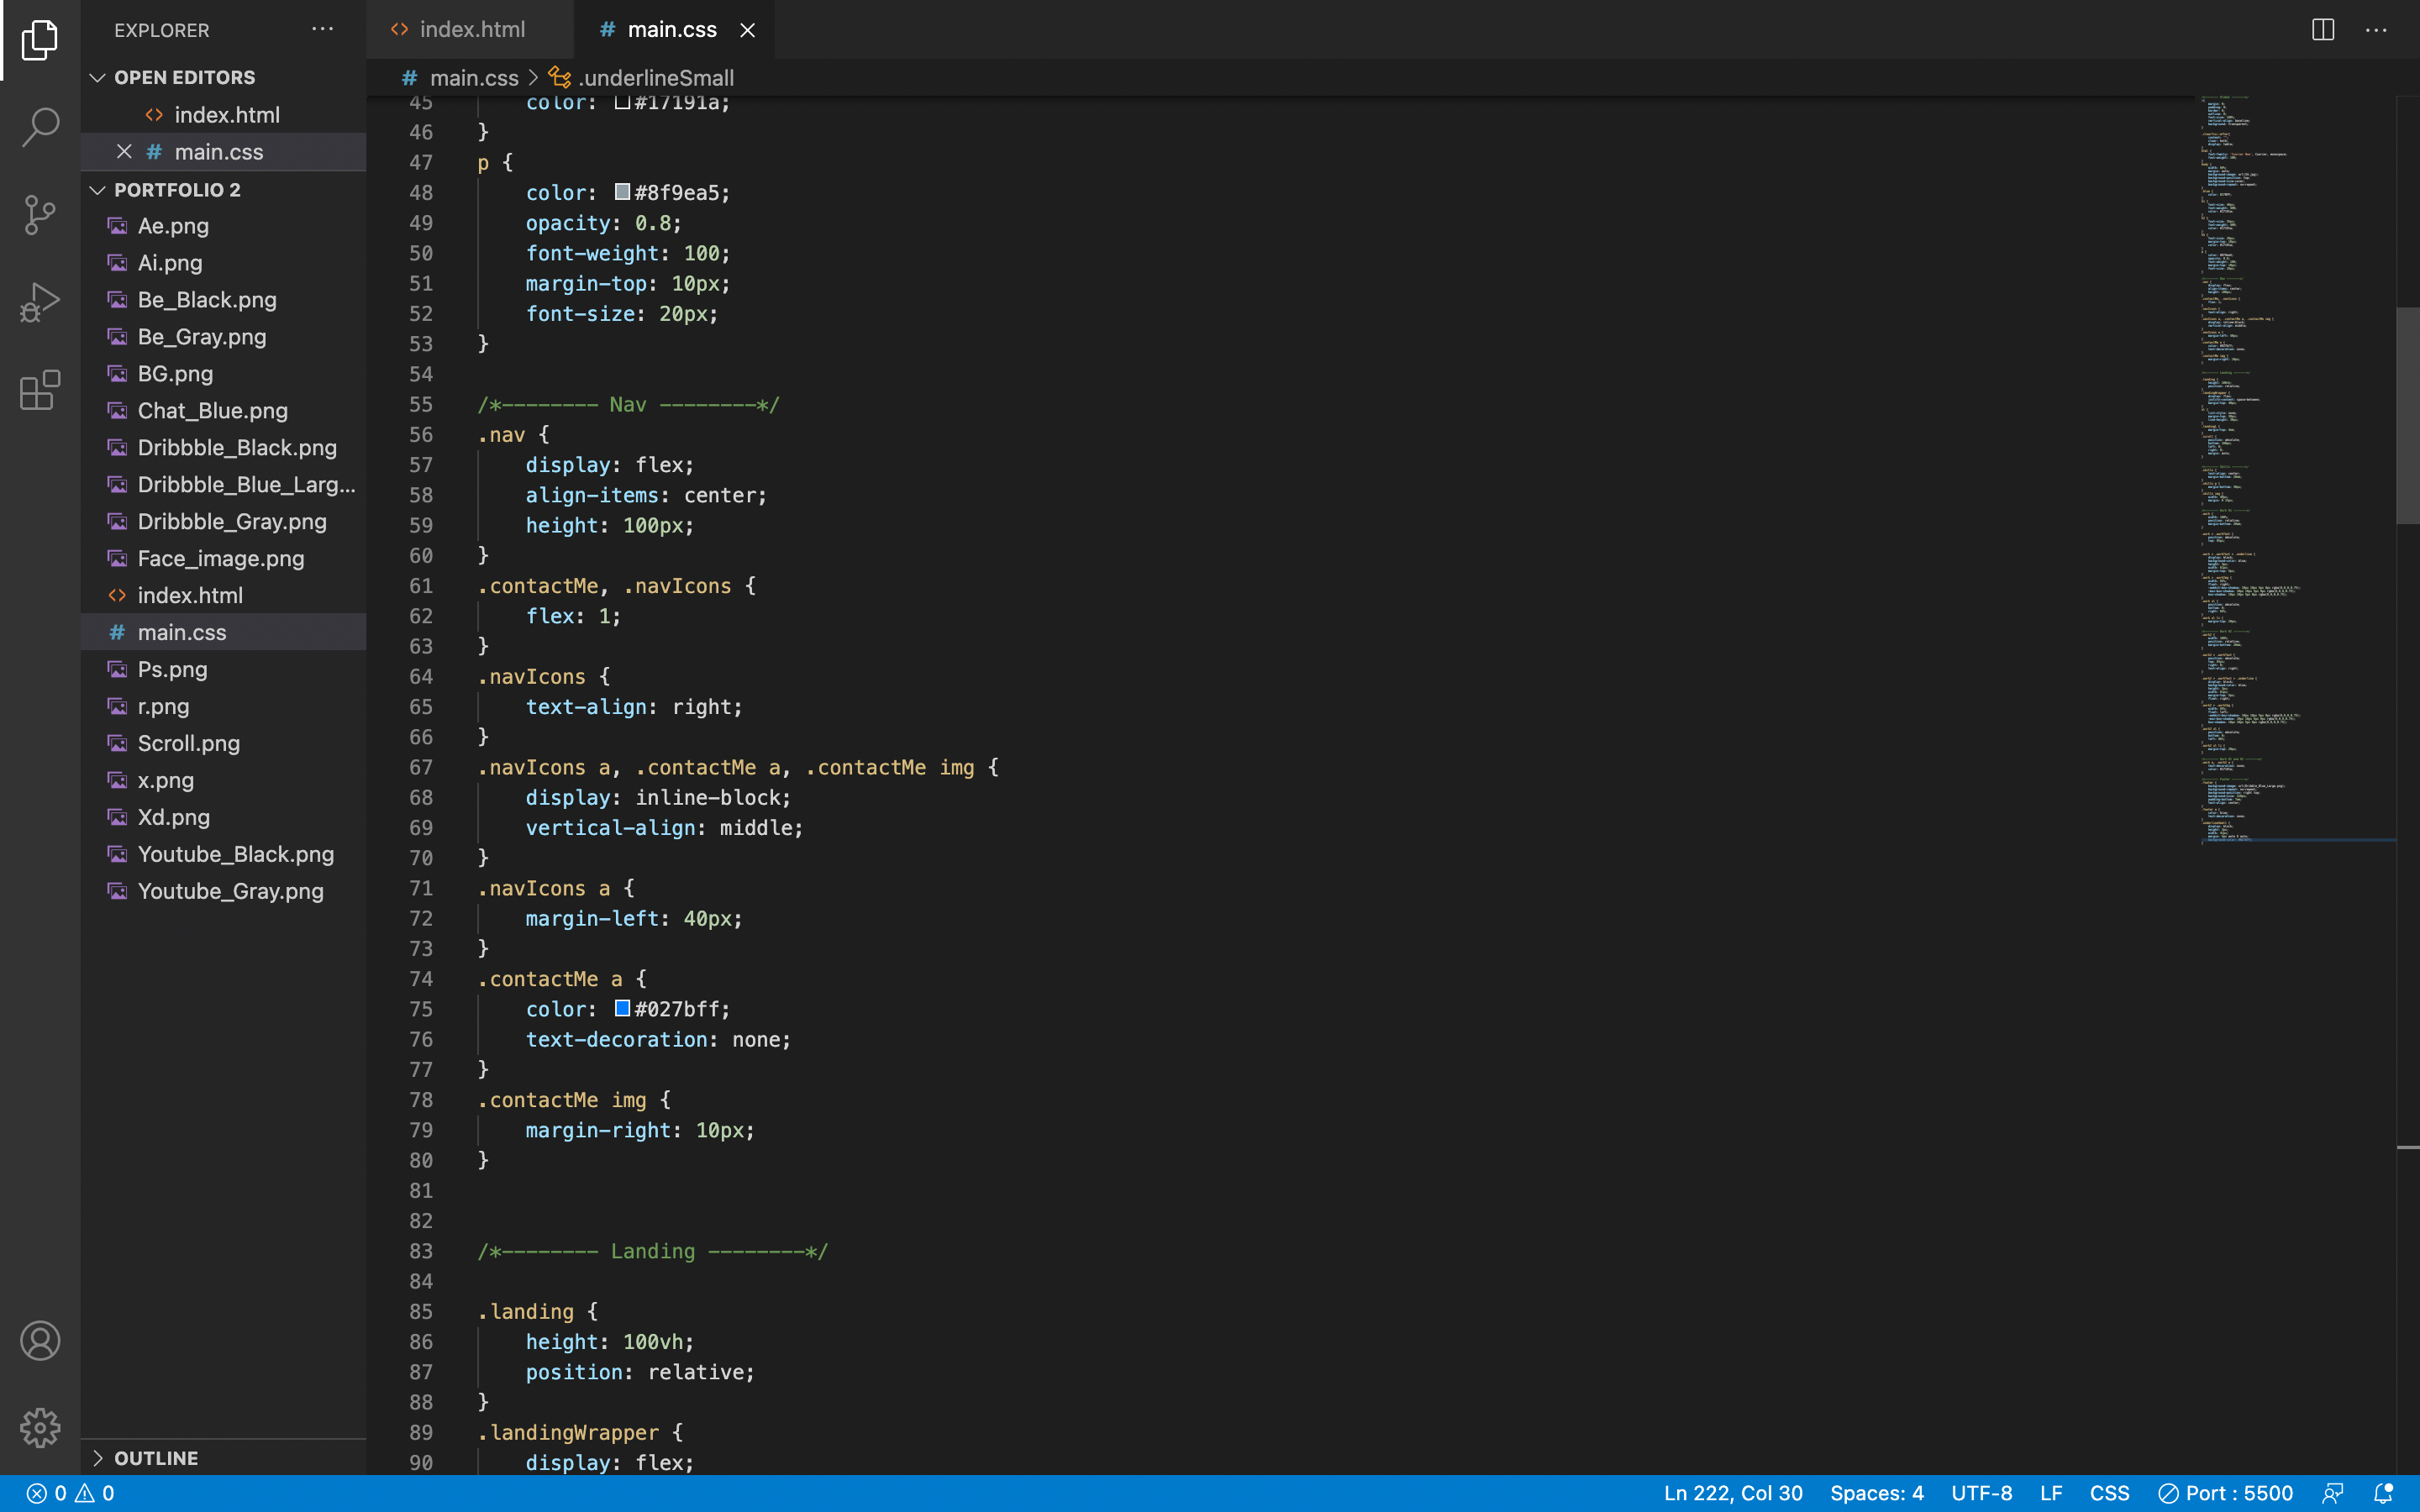 EXPLORER
OPEN EDITORS
index.html
main.css
PORTFOLIO 2
Ae.png
Ai.png
Be_Black.png
Be_Gray.png
BG.png
Chat_Blue.png
Dribbble_Black.png
Dribbble_Blue_Larg...
Dribbble_Gray.png
Face_image.png
index.html
main.css
Ps.png
r.png
Scroll.png
x.png
Xd.png
Youtube_Black.png
Youtube_Gray.png
OUTLINE
index.html
# main.css
# main.css > .underlineSmall
45 color: #17191a;
46 }
47 p {
48 color: #8f9ea5;
49 opacity: 0.8;
50 font-weight: 100;
51 margin-top: 10px;
52 font-size: 20px;
53 }
54
55 /*-------- Nav --------*/
56 .nav {
57 display: flex;
58 align-items: center;
59 height: 100px;
60 }
61 .contactMe, .navIcons {
62 flex: 1;
63 }
64 .navIcons {
65 text-align: right;
66 }
67 .navIcons a, .contactMe a, .contactMe img {
68 display: inline-block;
69 vertical-align: middle;
70 }
71 .navIcons a {
72 margin-left: 40px;
73 }
74 .contactMe a {
75 color: #027bff;
76 text-decoration: none;
77 }
78 .contactMe img {
79 margin-right: 10px;
80 }
81
82
83 /*-------- Landing --------*/
84
85 .landing {
86 height: 100vh;
87 position: relative;
88 }
89 .landingWrapper {
90 display: flex;
0 0
Ln 222, Col 30 Spaces: 4 UTF-8 LF CSS Port : 5500